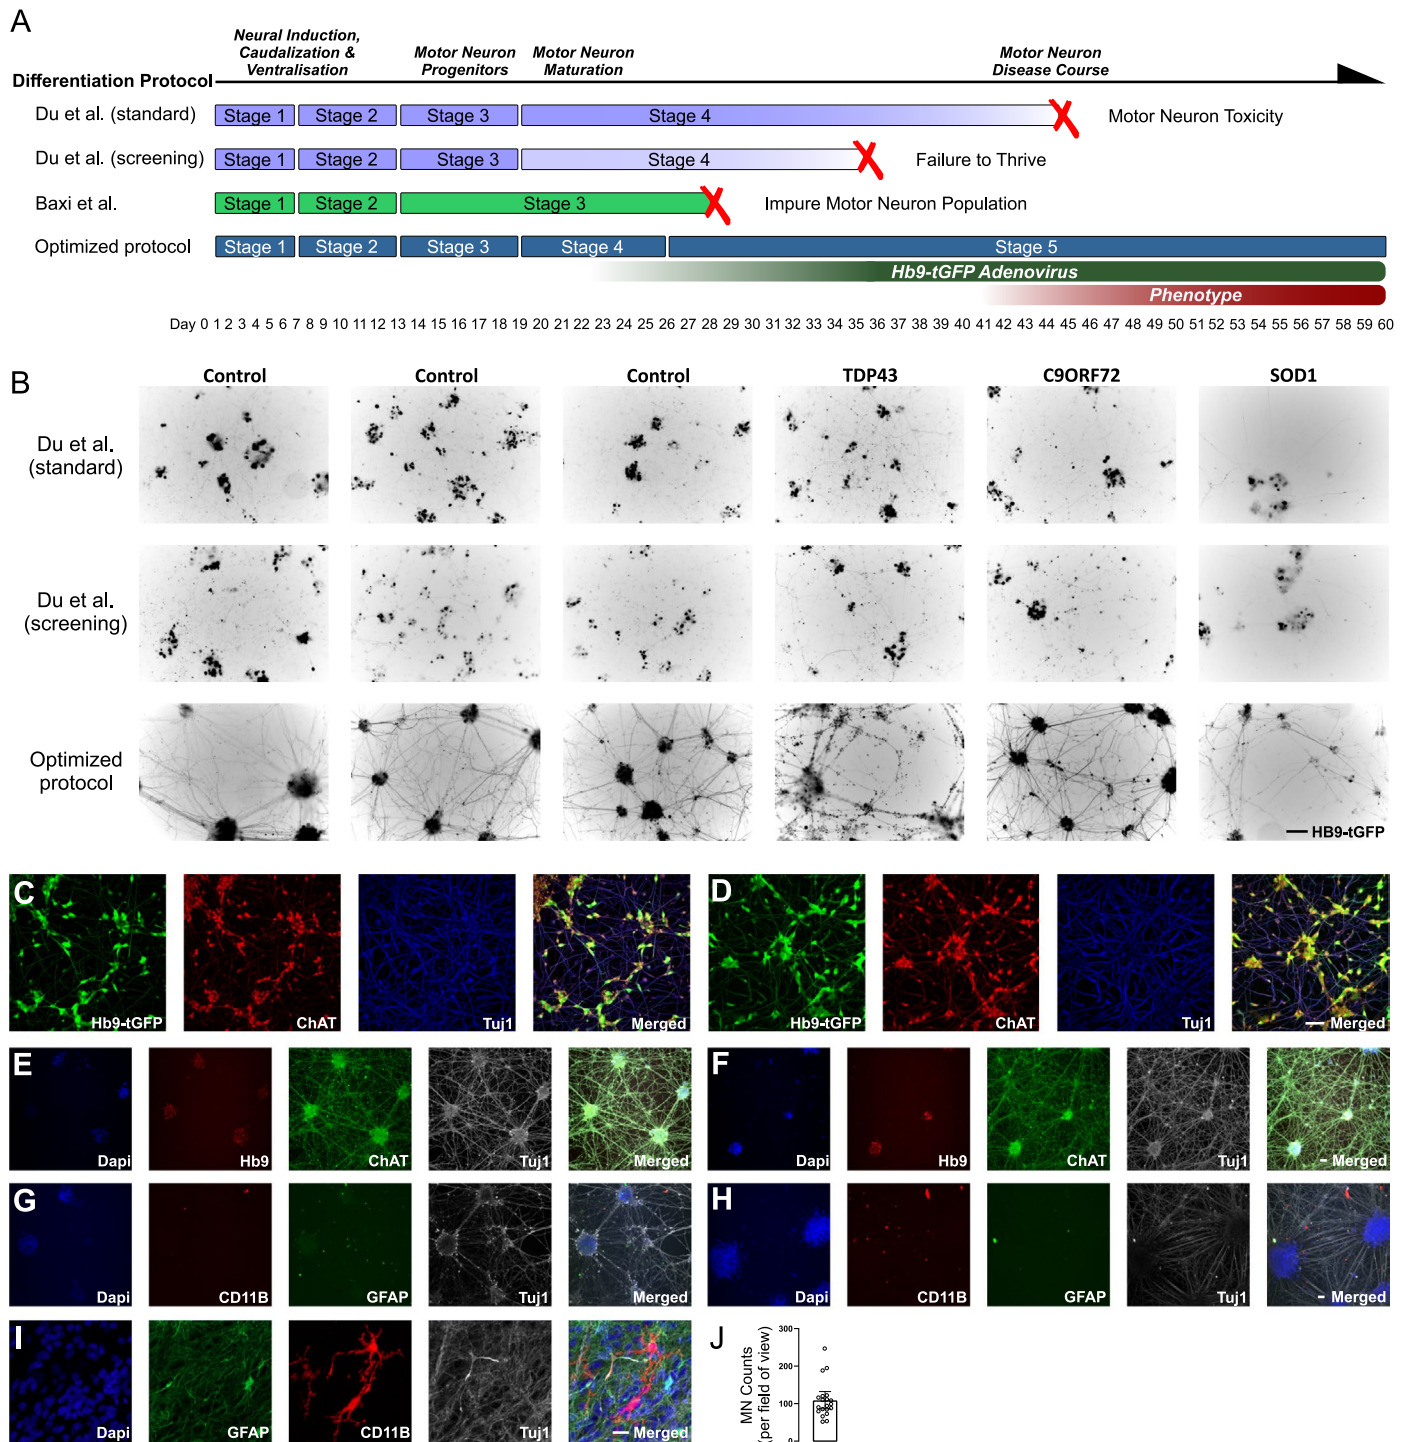 A
Neural Induction,
Caudalization &
Ventralisation
Motor Neuron
Progenitors
Motor Neuron
Maturation
Motor Neuron
Disease Course
Differentiation Protocol
Du et al. (standard)
Stage 1
Stage 2
Stage 3
Stage 4
Motor Neuron Toxicity
Du et al. (screening)
Stage 1
Stage 2
Stage 3
Stage 4
Failure to Thrive
Baxi et al.
Stage 1
Stage 2
Stage 3
Impure Motor Neuron Population
Optimized protocol
Stage 1
Stage 2
Stage 3
Stage 4
Stage 5
Hb9-tGFP Adenovirus
Phenotype
Day 0 1 2 3 4 5 6 7 8 9 10 11 12 13 14 15 16 17 18 19 20 21 22 23 24 25 26 27 28 29 30 31 32 33 34 35 36 37 38 39 40 41 42 43 44 45 46 47 48 49 50 51 52 53 54 55 56 57 58 59 60
B
Control
Control
Control
TDP43
C9ORF72
SOD1
Du et al.
(standard)
Du et al.
(screening)
Optimized
protocol
HB9-tGFP
C
Hb9-tGFP
ChAT
Tuj1
Merged
D
Hb9-tGFP
ChAT
Tuj1
Merged
E
Dapi
Hb9
ChAT
Tuj1
Merged
F
Dapi
Hb9
ChAT
Tuj1
Merged
G
Dapi
CD11B
GFAP
Tuj1
Merged
H
Dapi
CD11B
GFAP
Tuj1
Merged
I
Dapi
GFAP
CD11B
Tuj1
Merged
J
MN Counts
(per field of view)
300
200
100
0